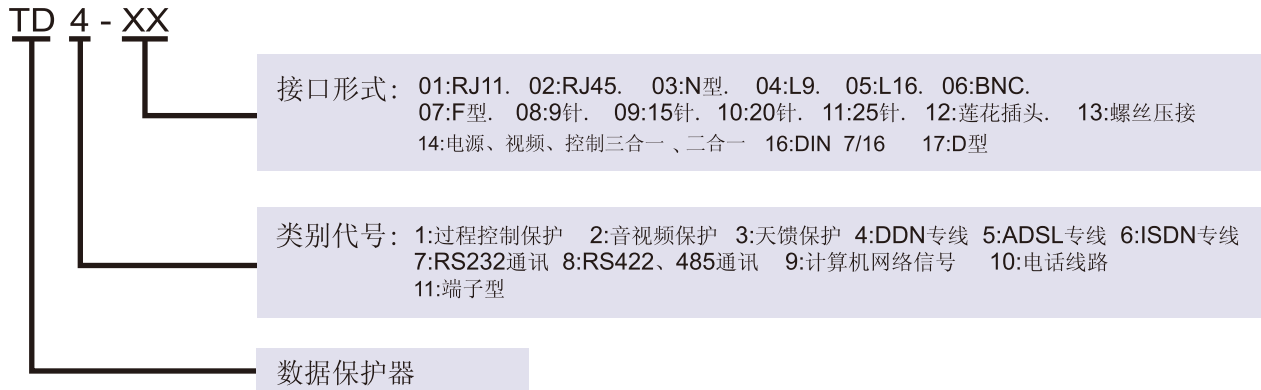 TD 4 - XX
接口形式: 01:RJ11. 02:RJ45. 03:N型. 04:L9. 05:L16. 06:BNC.
07:F型. 08:9针. 09:15针. 10:20针. 11:25针. 12:莲花插头. 13:螺丝压接
14:电源、视频、控制三合一 、二合一 16:DIN 7/16 17:D型
类别代号: 1:过程控制保护 2:音视频保护 3:天馈保护 4:DDN专线 5:ADSL专线 6:ISDN专线
7:RS232通讯 8:RS422、485通讯 9:计算机网络信号 10:电话线路
11:端子型
数据保护器